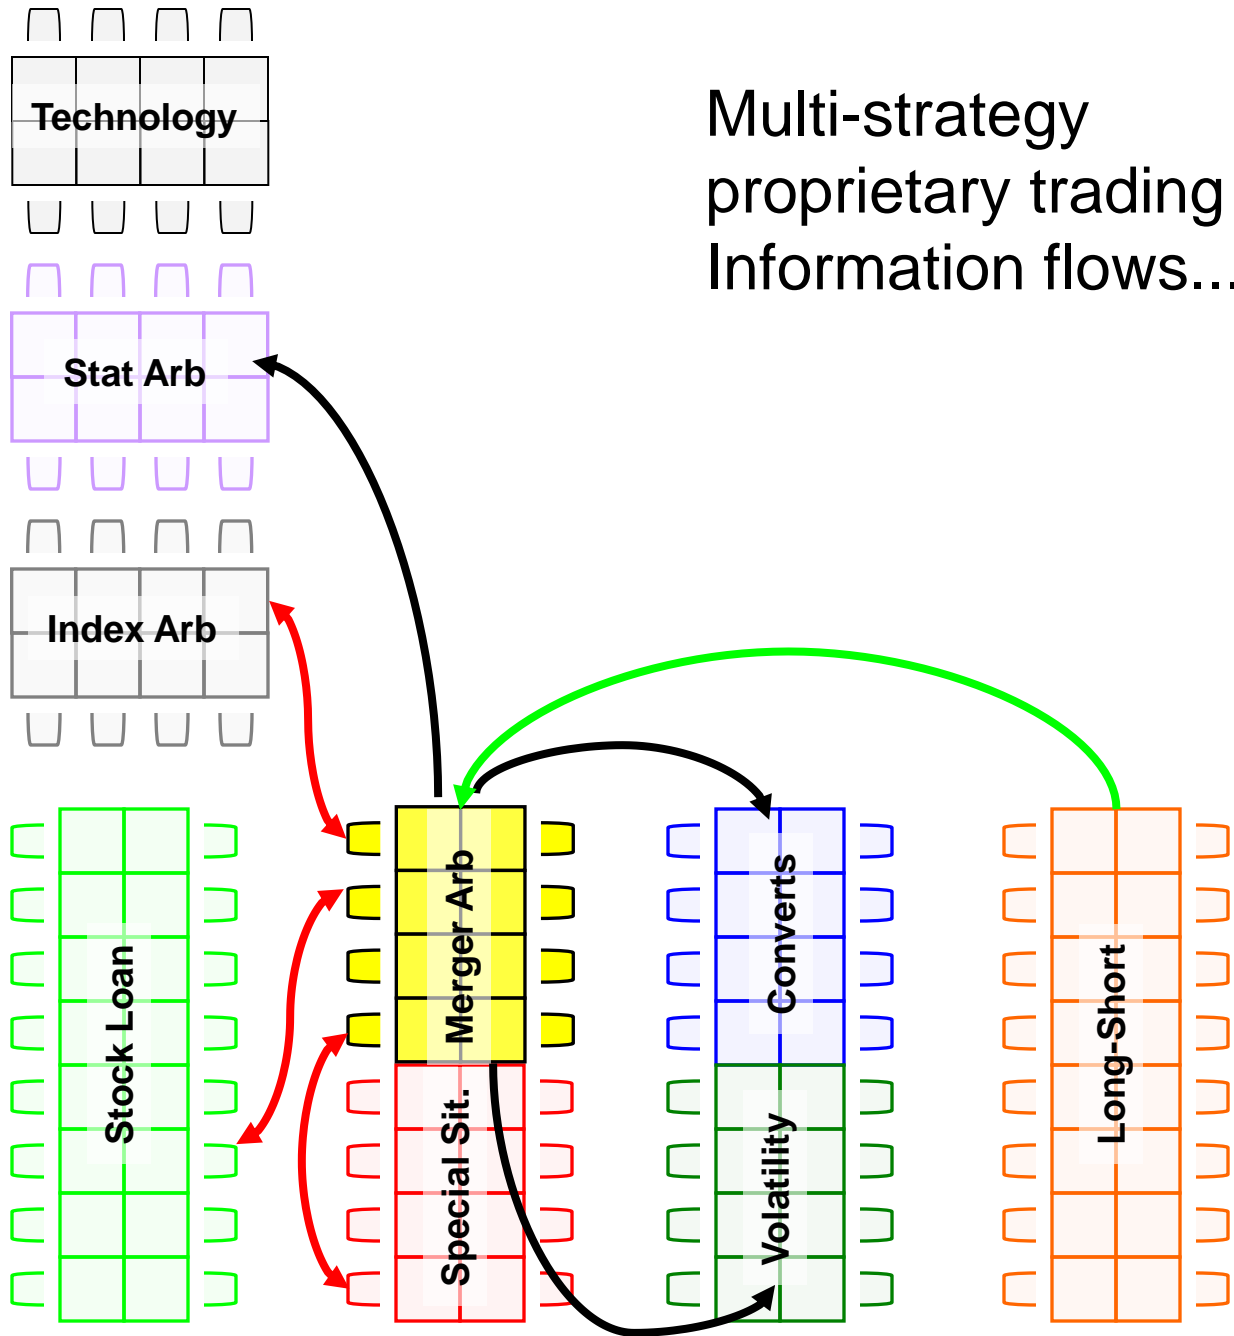 Technology
Multi-strategy
proprietary trading
Information flows...
Stat Arb
Index Arb
Stock Loan
Merger Arb
Special Sit.
Converts
Volatility
Long-Short